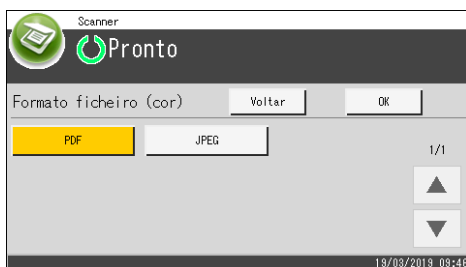 Scanner
Pronto
Formato ficheiro (cor) Voltar OK
PDF JPEG
1/1
19/03/2019 09:46